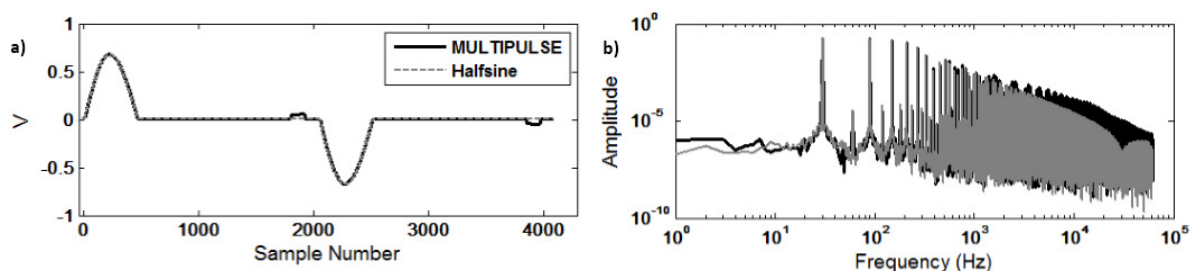 a)
1
0.5
0
-0.5
-1
V
0 1000 2000 3000 4000
Sample Number
MULTIPULSE
Halfsine
b)
10^0
10^-5
10^-10
Amplitude
10^0 10^1 10^2 10^3 10^4 10^5
Frequency (Hz)